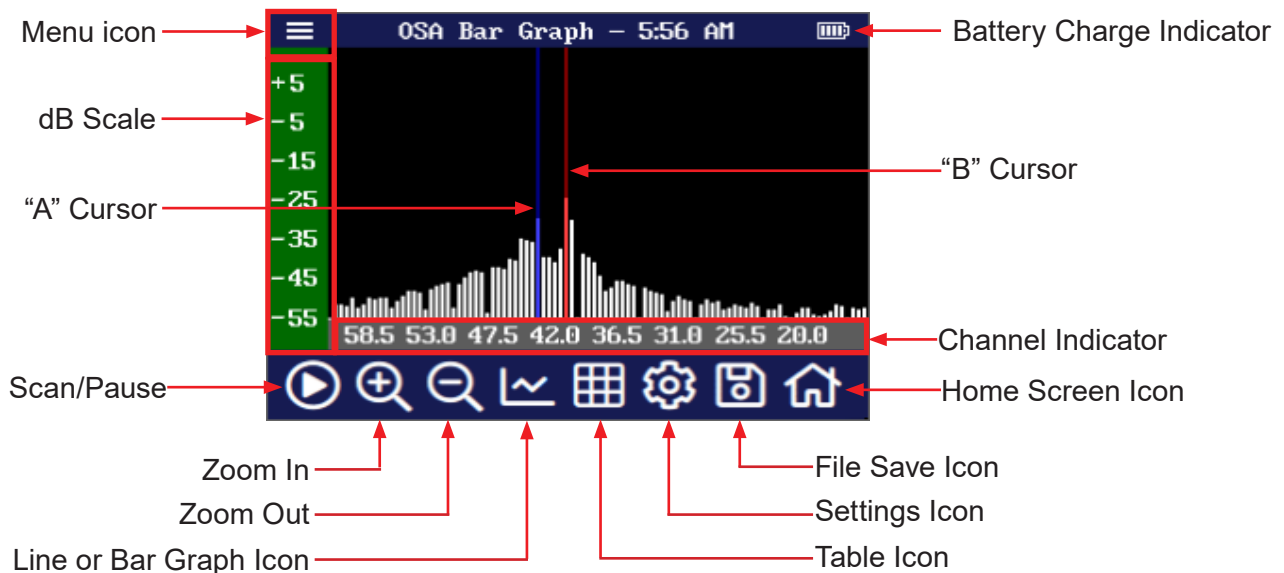 Menu icon
OSA Bar Graph – 5:56 AM
Battery Charge Indicator
+5
dB Scale
-5
-15
“B” Cursor
-25
“A” Cursor
-35
-45
-55
58.5 53.0 47.5 42.0 36.5 31.0 25.5 20.0
Channel Indicator
Scan/Pause
Home Screen Icon
Zoom In
File Save Icon
Zoom Out
Settings Icon
Line or Bar Graph Icon
Table Icon